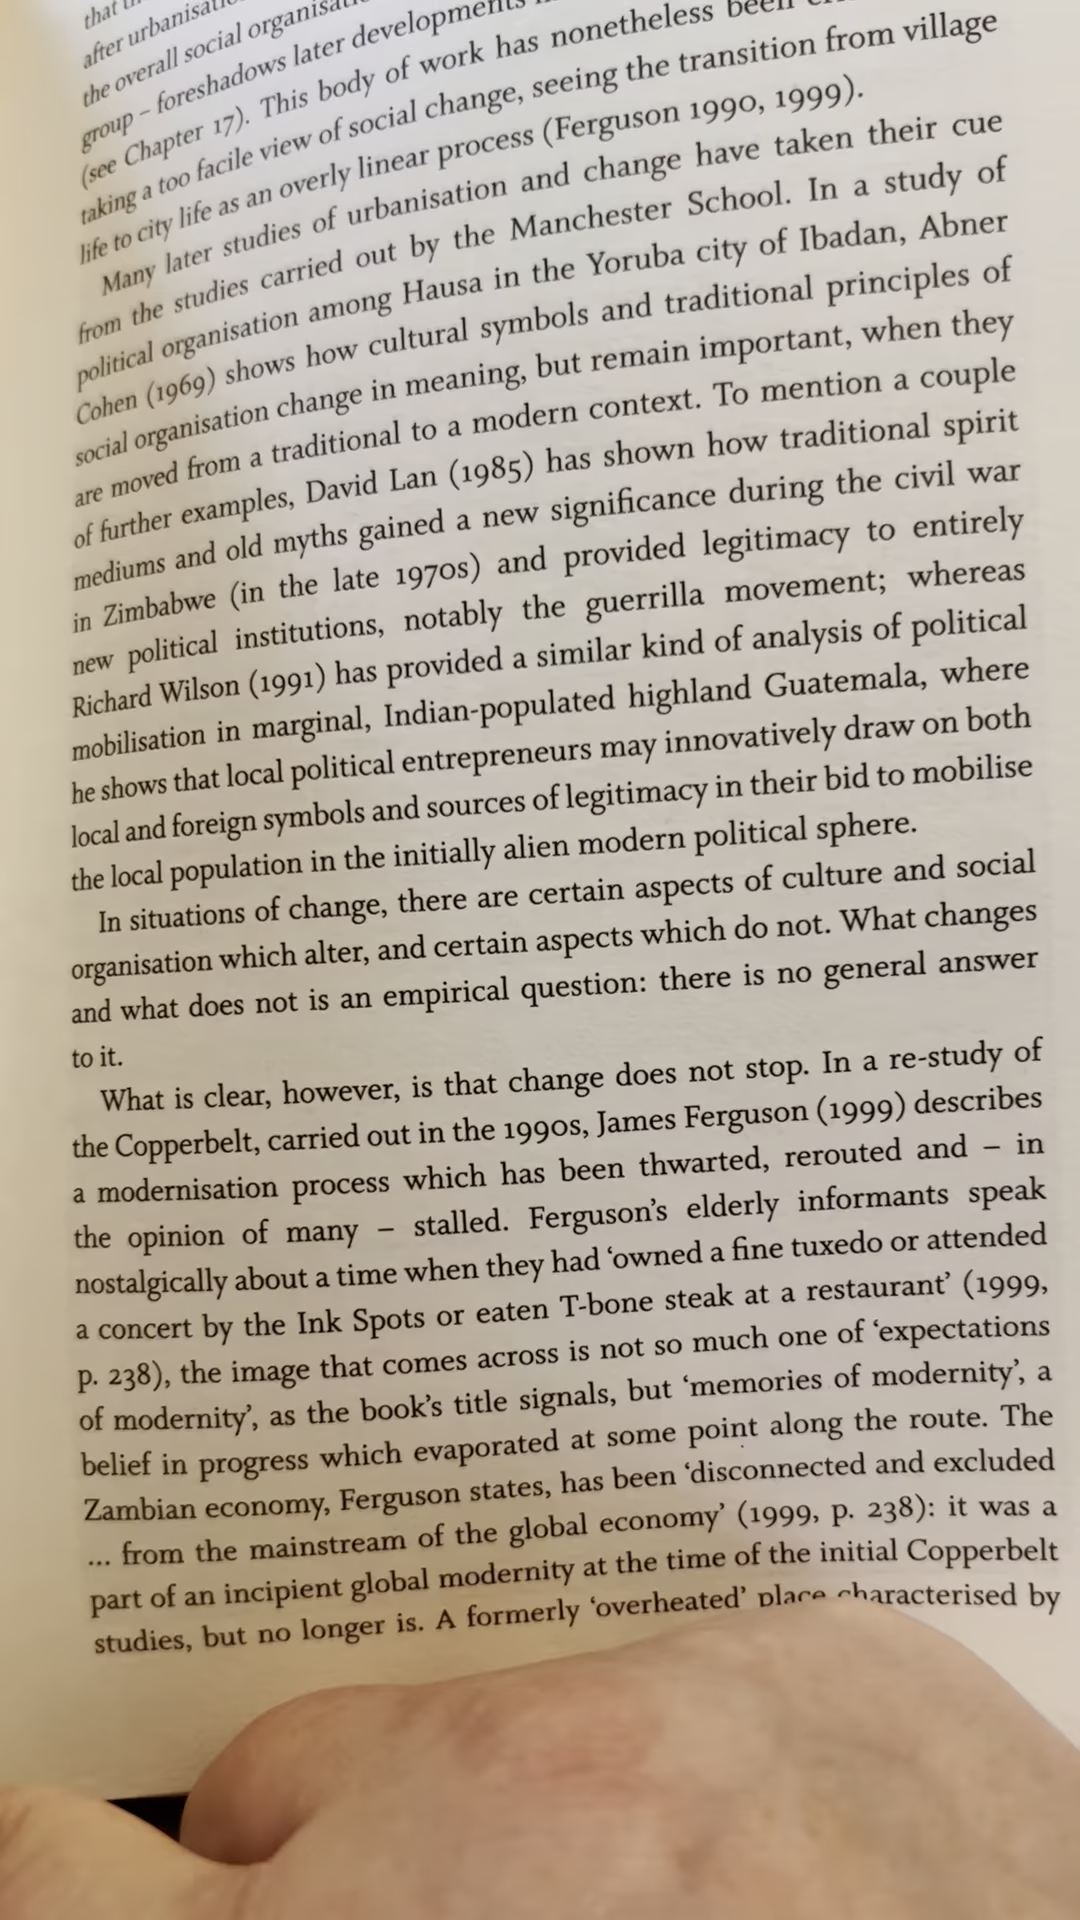 that
after urbanisati
the overall social organisa
group – foreshadows later developments
(see Chapter 17). This body of work has nonetheless been
taking a too facile view of social change, seeing the transition from village
life to city life as an overly linear process (Ferguson 1990, 1999).
Many later studies of urbanisation and change have taken their cue
from the studies carried out by the Manchester School. In a study of
political organisation among Hausa in the Yoruba city of Ibadan, Abner
Cohen (1969) shows how cultural symbols and traditional principles of
social organisation change in meaning, but remain important, when they
are moved from a traditional to a modern context. To mention a couple
of further examples, David Lan (1985) has shown how traditional spirit
mediums and old myths gained a new significance during the civil war
in Zimbabwe (in the late 1970s) and provided legitimacy to entirely
new political institutions, notably the guerrilla movement; whereas
Richard Wilson (1991) has provided a similar kind of analysis of political
mobilisation in marginal, Indian-populated highland Guatemala, where
he shows that local political entrepreneurs may innovatively draw on both
local and foreign symbols and sources of legitimacy in their bid to mobilise
the local population in the initially alien modern political sphere.
In situations of change, there are certain aspects of culture and social
organisation which alter, and certain aspects which do not. What changes
and what does not is an empirical question: there is no general answer
to it.
What is clear, however, is that change does not stop. In a re-study of
the Copperbelt, carried out in the 1990s, James Ferguson (1999) describes
a modernisation process which has been thwarted, rerouted and – in
the opinion of many – stalled. Ferguson's elderly informants speak
nostalgically about a time when they had 'owned a fine tuxedo or attended
a concert by the Ink Spots or eaten T-bone steak at a restaurant' (1999,
p. 238), the image that comes across is not so much one of 'expectations
of modernity', as the book's title signals, but 'memories of modernity', a
belief in progress which evaporated at some point along the route. The
Zambian economy, Ferguson states, has been 'disconnected and excluded
... from the mainstream of the global economy' (1999, p. 238): it was a
part of an incipient global modernity at the time of the initial Copperbelt
studies, but no longer is. A formerly 'overheated' place characterised by